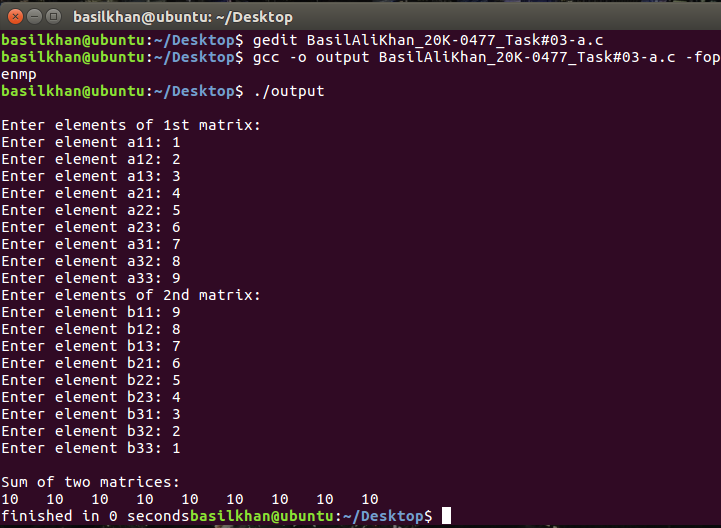 basilkhan@ubuntu: ~/Desktop
basilkhan@ubuntu:~/Desktop$ gedit BasilAliKhan_20K-0477_Task#03-a.c
basilkhan@ubuntu:~/Desktop$ gcc -o output BasilAliKhan_20K-0477_Task#03-a.c -fop
enmp
basilkhan@ubuntu:~/Desktop$ ./output
Enter elements of 1st matrix:
Enter element a11: 1
Enter element a12: 2
Enter element a13: 3
Enter element a21: 4
Enter element a22: 5
Enter element a23: 6
Enter element a31: 7
Enter element a32: 8
Enter element a33: 9
Enter elements of 2nd matrix:
Enter element b11: 9
Enter element b12: 8
Enter element b13: 7
Enter element b21: 6
Enter element b22: 5
Enter element b23: 4
Enter element b31: 3
Enter element b32: 2
Enter element b33: 1
Sum of two matrices:
10   10   10   10   10   10   10   10   10
finished in 0 secondsbasilkhan@ubuntu:~/Desktop$